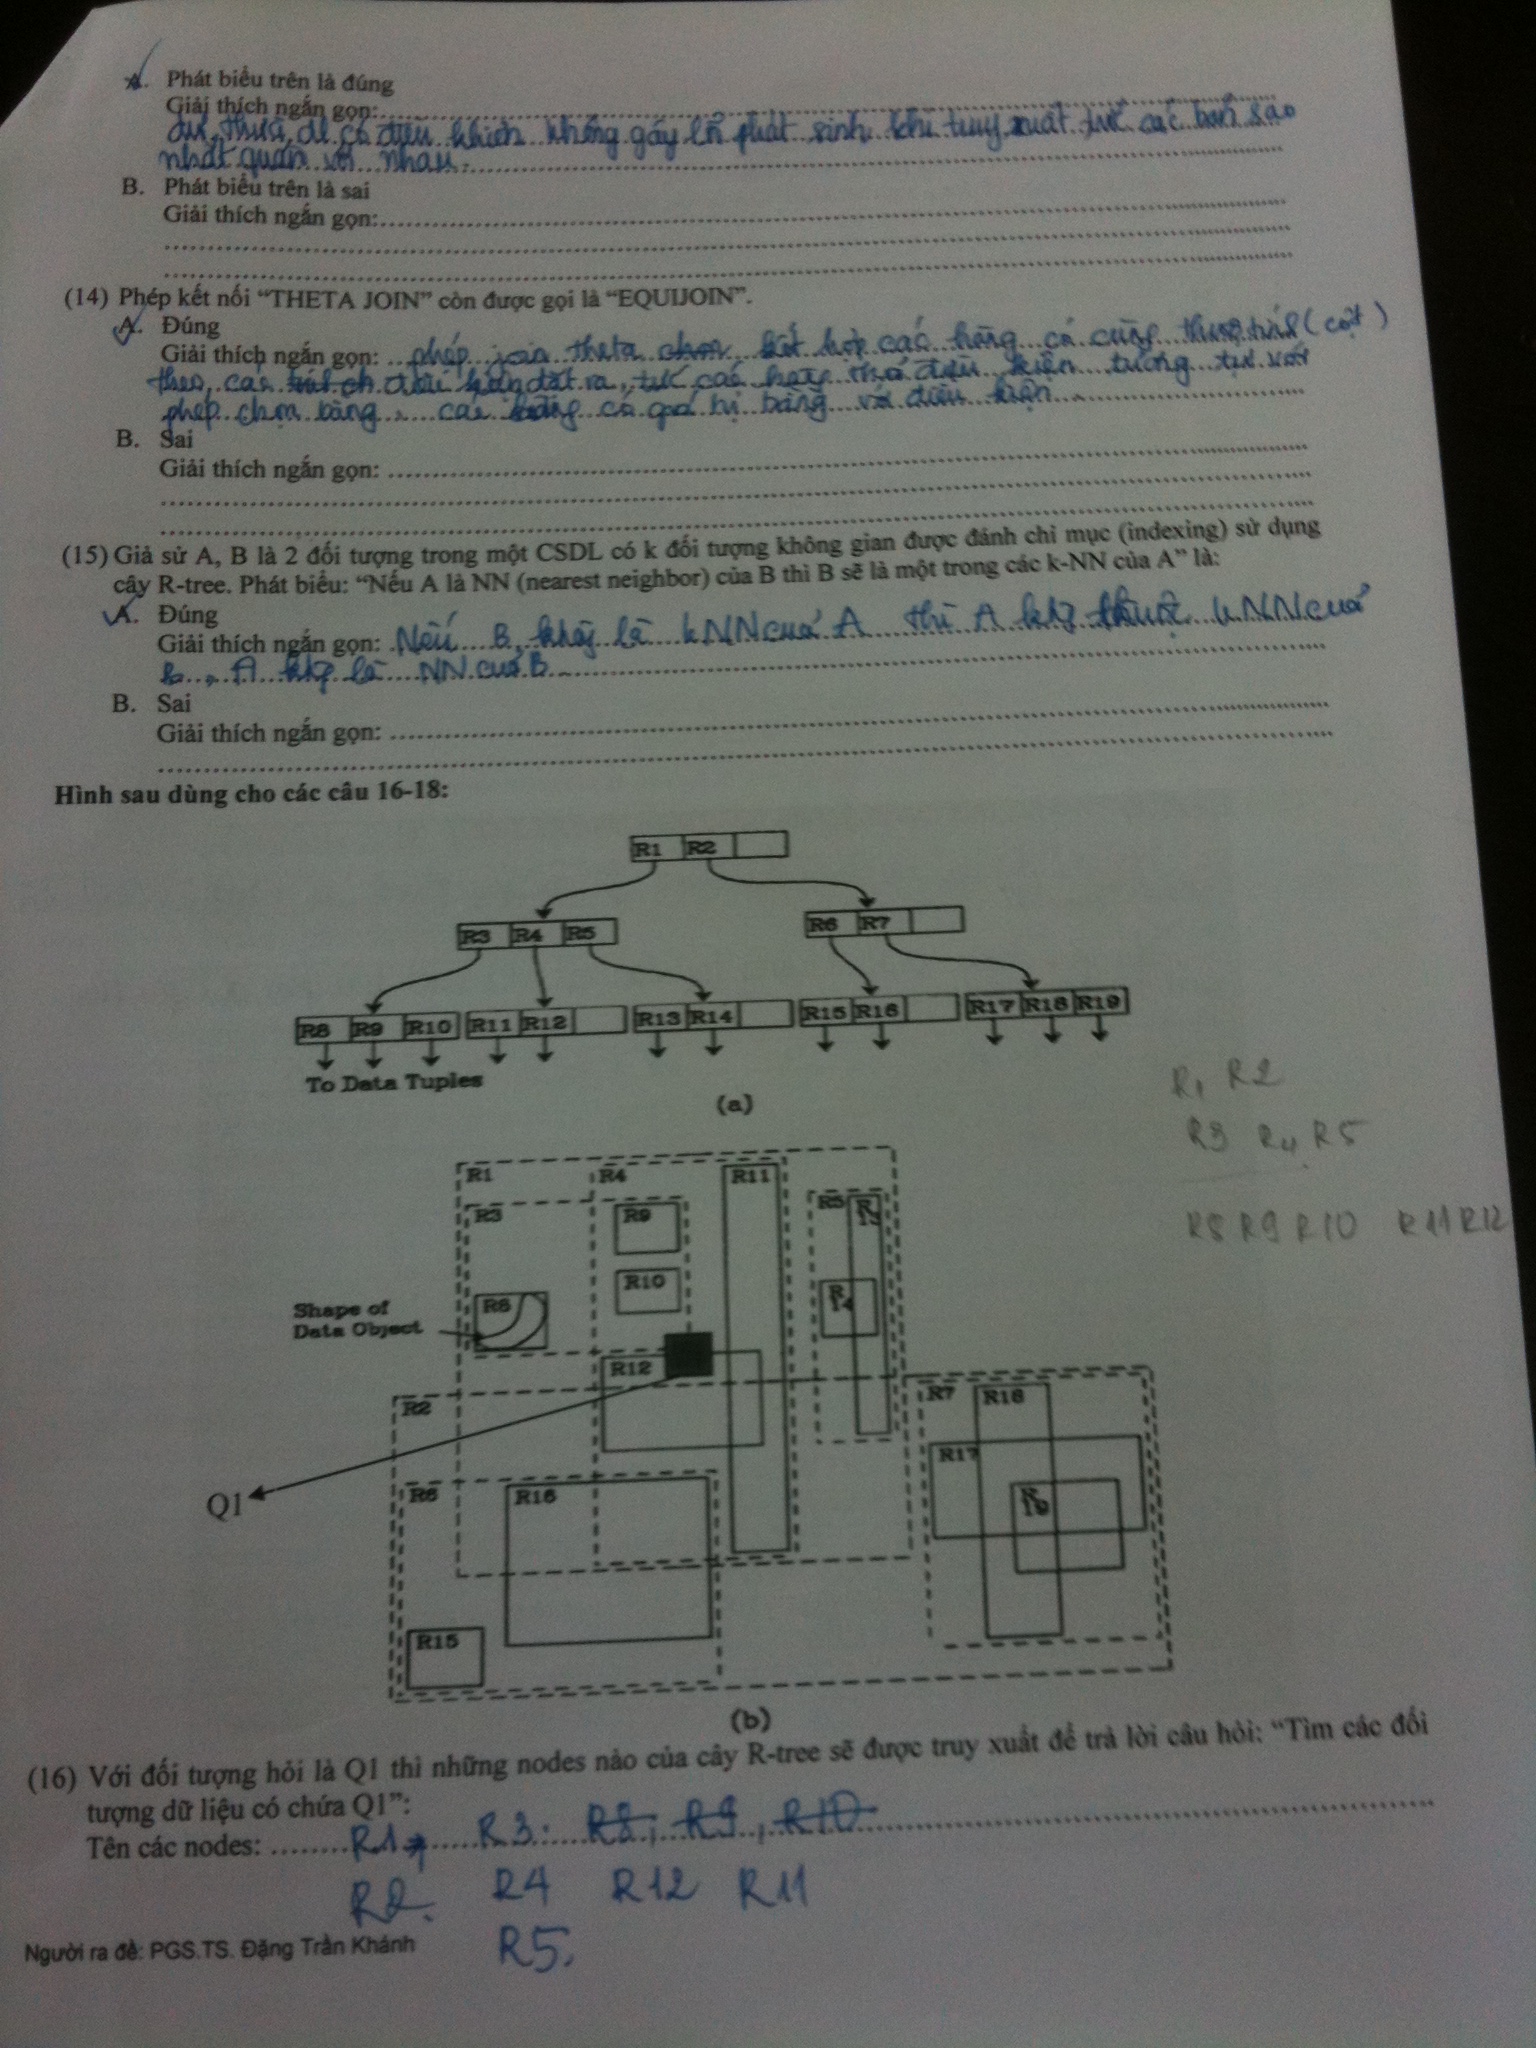 A. Phát biểu trên là đúng
Giải thích ngắn gọn:
dư thừa dl có điều khiển không gây ra phát sinh khi truy xuất tức các bản sao
nhất quán với nhau.
B. Phát biểu trên là sai
Giải thích ngắn gọn:
(14) Phép kết nối “THETA JOIN” còn được gọi là “EQUIJOIN”.
A. Đúng
Giải thích ngắn gọn: phép join theta kết hợp các hàng có cùng thuộc tính (cột)
theo các đặt ra, tức các hàng thoả điều kiện tương tự với
phép chọn bằng, các hàng có giá trị bằng với điều kiện.
B. Sai
Giải thích ngắn gọn:
(15) Giả sử A, B là 2 đối tượng trong một CSDL có k đối tượng không gian được đánh chỉ mục (indexing) sử dụng
cây R-tree. Phát biểu: “Nếu A là NN (nearest neighbor) của B thì B sẽ là một trong các k-NN của A” là:
A. Đúng
Giải thích ngắn gọn: Nếu B không là kNN của A thì A khg thuộc kNN của
B, A khg là NN của B
B. Sai
Giải thích ngắn gọn:
Hình sau dùng cho các câu 16-18:
R1 R2
R3 R4 R5 R6 R7
R8 R9 R10 R11 R12 R13 R14 R15 R16 R17 R18 R19
To Data Tuples
(a)
R1 R2
R3 R4 R5
R8 R9 R10 R11 R12
R1 R4 R11
R3 R9 R5 R13
R10
Shape of
Data Object
R8 R14
R12
R2 R7 R18
R17
Q1
R6 R16 R19
R15
(b)
(16) Với đối tượng hỏi là Q1 thì những nodes nào của cây R-tree sẽ được truy xuất để trả lời câu hỏi: “Tìm các đối
tượng dữ liệu có chứa Q1”:
Tên các nodes: R1, R3. R8, R9, R10
R2. R4 R12 R11
R5.
Người ra đề: PGS.TS. Đặng Trần Khánh